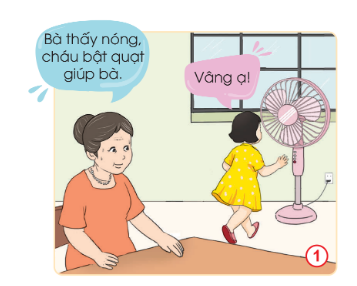 Bà thấy nóng,
cháu bật quạt
giúp bà.
Vâng ạ!
1